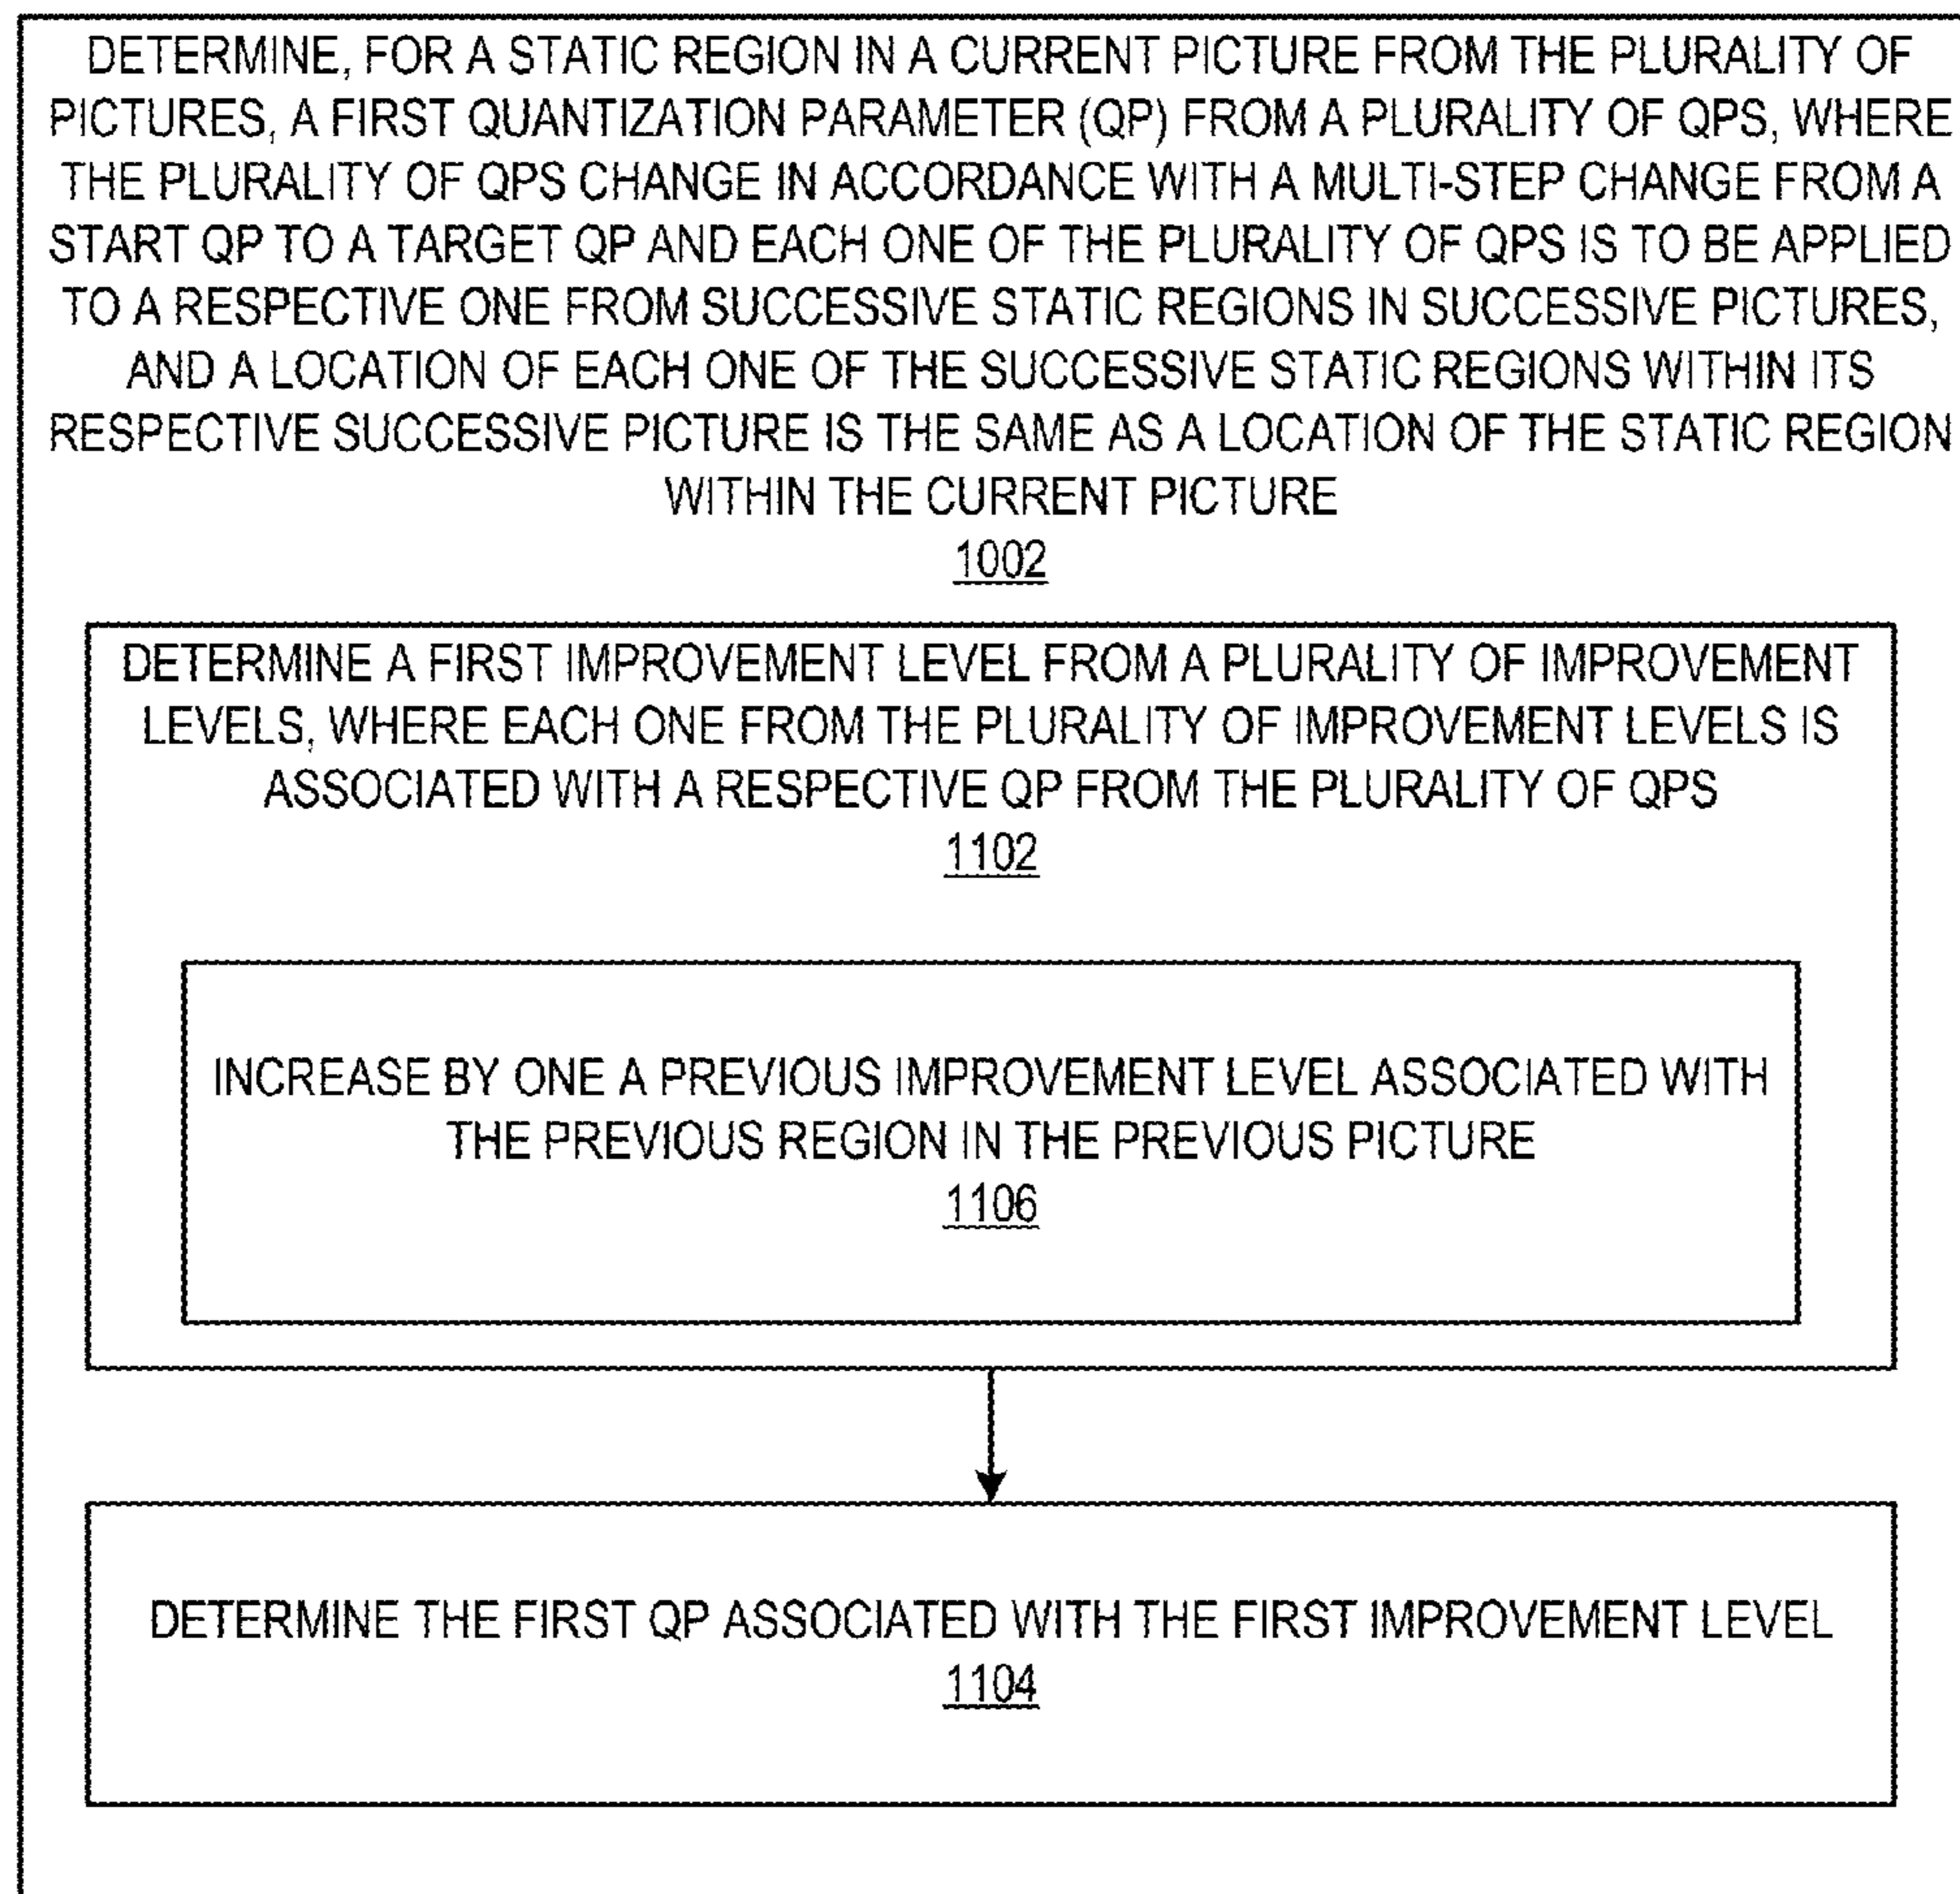 DETERMINE, FOR A STATIC REGION IN A CURRENT PICTURE FROM THE PLURALITY OF
PICTURES, A FIRST QUANTIZATION PARAMETER (QP) FROM A PLURALITY OF QPS, WHERE
THE PLURALITY OF QPS CHANGE IN ACCORDANCE WITH A MULTI-STEP CHANGE FROM A
START QP TO A TARGET QP AND EACH ONE OF THE PLURALITY OF QPS IS TO BE APPLIED
TO A RESPECTIVE ONE FROM SUCCESSIVE STATIC REGIONS IN SUCCESSIVE PICTURES,
AND A LOCATION OF EACH ONE OF THE SUCCESSIVE STATIC REGIONS WITHIN ITS
RESPECTIVE SUCCESSIVE PICTURE IS THE SAME AS A LOCATION OF THE STATIC REGION
WITHIN THE CURRENT PICTURE
1002
DETERMINE A FIRST IMPROVEMENT LEVEL FROM A PLURALITY OF IMPROVEMENT
LEVELS, WHERE EACH ONE FROM THE PLURALITY OF IMPROVEMENT LEVELS IS
ASSOCIATED WITH A RESPECTIVE QP FROM THE PLURALITY OF QPS
1102
INCREASE BY ONE A PREVIOUS IMPROVEMENT LEVEL ASSOCIATED WITH
THE PREVIOUS REGION IN THE PREVIOUS PICTURE
1106
DETERMINE THE FIRST QP ASSOCIATED WITH THE FIRST IMPROVEMENT LEVEL
1104